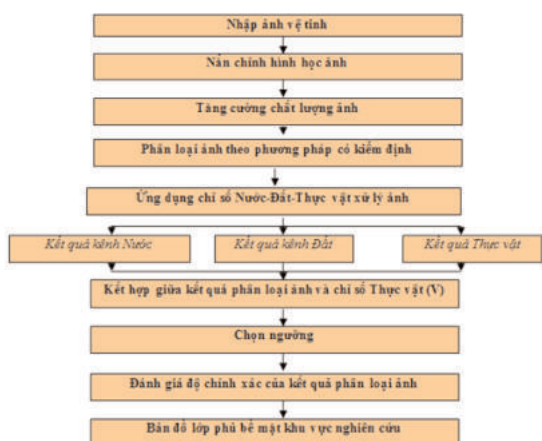 Nhập ảnh vệ tinh
Nắn chỉnh hình học ảnh
Tăng cường chất lượng ảnh
Phân loại ảnh theo phương pháp có kiểm định
Ứng dụng chỉ số Nước-Đất-Thực vật xử lý ảnh
Kết quả kênh Nước
Kết quả kênh Đất
Kết quả Thực vật
Kết hợp giữa kết quả phân loại ảnh và chỉ số Thực vật (V)
Chọn ngưỡng
Đánh giá độ chính xác của kết quả phân loại ảnh
Bản đồ lớp phủ bề mặt khu vực nghiên cứu